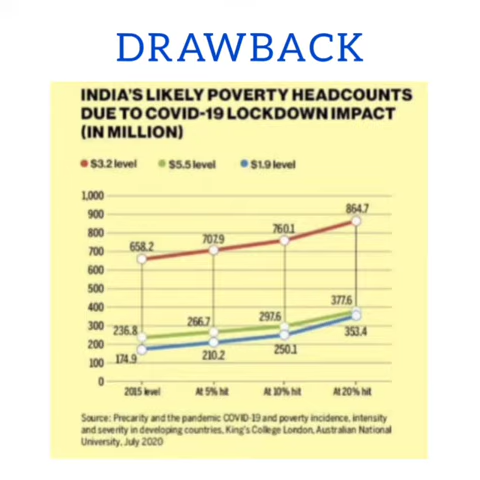 DRAWBACK
INDIA'S LIKELY POVERTY HEADCOUNTS
DUE TO COVID-19 LOCKDOWN IMPACT
(IN MILLION)
$3.2 level $5.5 level $1.9 level
1,000
900
800
700
600
500
400
300
200
100
0
658.2 707.9 760.1 864.7
236.8 266.7 297.6 377.6
174.9 210.2 250.1 353.4
2015 level At 5% hit At 10% hit At 20% hit
Source: Precarity and the pandemic COVID-19 and poverty incidence, intensity
and severity in developing countries, King's College London, Australian National
University, July 2020